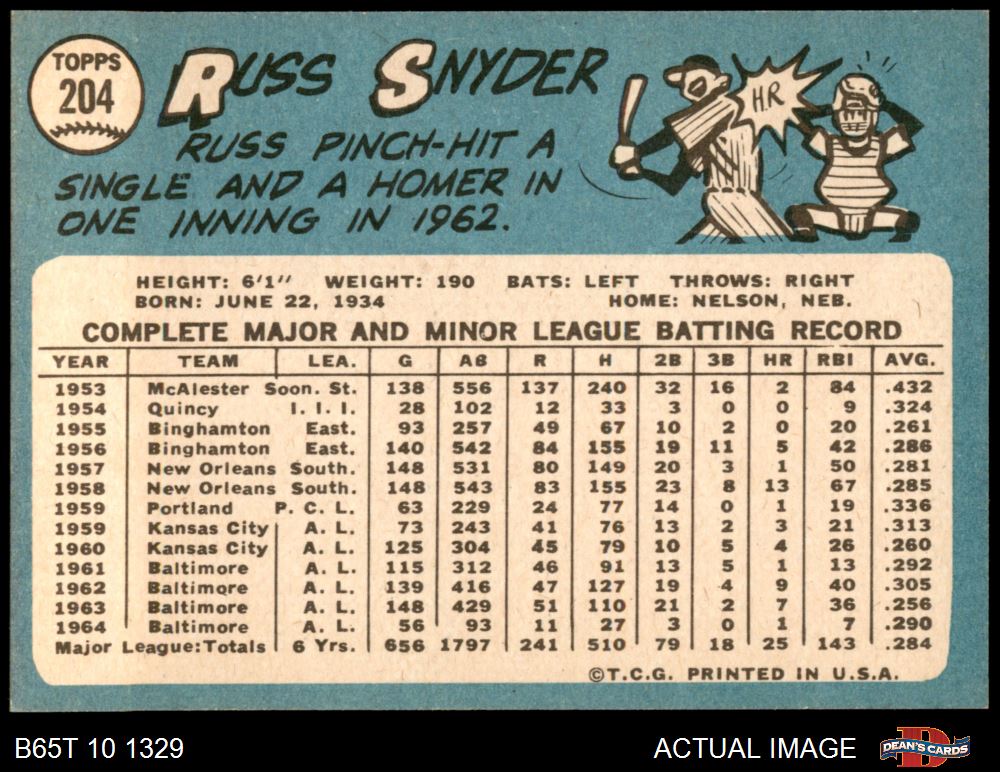 TOPPS
204
RUSS SNYDER
RUSS PINCH-HIT A
SINGLE AND A HOMER IN
ONE INNING IN 1962.
H.R
HEIGHT: 6'1" WEIGHT: 190 BATS: LEFT THROWS: RIGHT
BORN: JUNE 22, 1934 HOME: NELSON, NEB.
COMPLETE MAJOR AND MINOR LEAGUE BATTING RECORD
YEAR TEAM LEA. G AB R H 2B 3B HR RBI AVG.
1953 McAlester Soon. St. 138 556 137 240 32 16 2 84 .432
1954 Quincy I. I. I. 28 102 12 33 3 0 0 9 .324
1955 Binghamton East. 93 257 49 67 10 2 0 20 .261
1956 Binghamton East. 140 542 84 155 19 11 5 42 .286
1957 New Orleans South. 148 531 80 149 20 3 1 50 .281
1958 New Orleans South. 148 543 83 155 23 8 13 67 .285
1959 Portland P. C. L. 63 229 24 77 14 0 1 19 .336
1959 Kansas City A. L. 73 243 41 76 13 2 3 21 .313
1960 Kansas City A. L. 125 304 45 79 10 5 4 26 .260
1961 Baltimore A. L. 115 312 46 91 13 5 1 13 .292
1962 Baltimore A. L. 139 416 47 127 19 4 9 40 .305
1963 Baltimore A. L. 148 429 51 110 21 2 7 36 .256
1964 Baltimore A. L. 56 93 11 27 3 0 1 7 .290
Major League:Totals 6 Yrs. 656 1797 241 510 79 18 25 143 .284
©T.C.G. PRINTED IN U.S.A.
B65T 10 1329 ACTUAL IMAGE DEAN'S CARDS